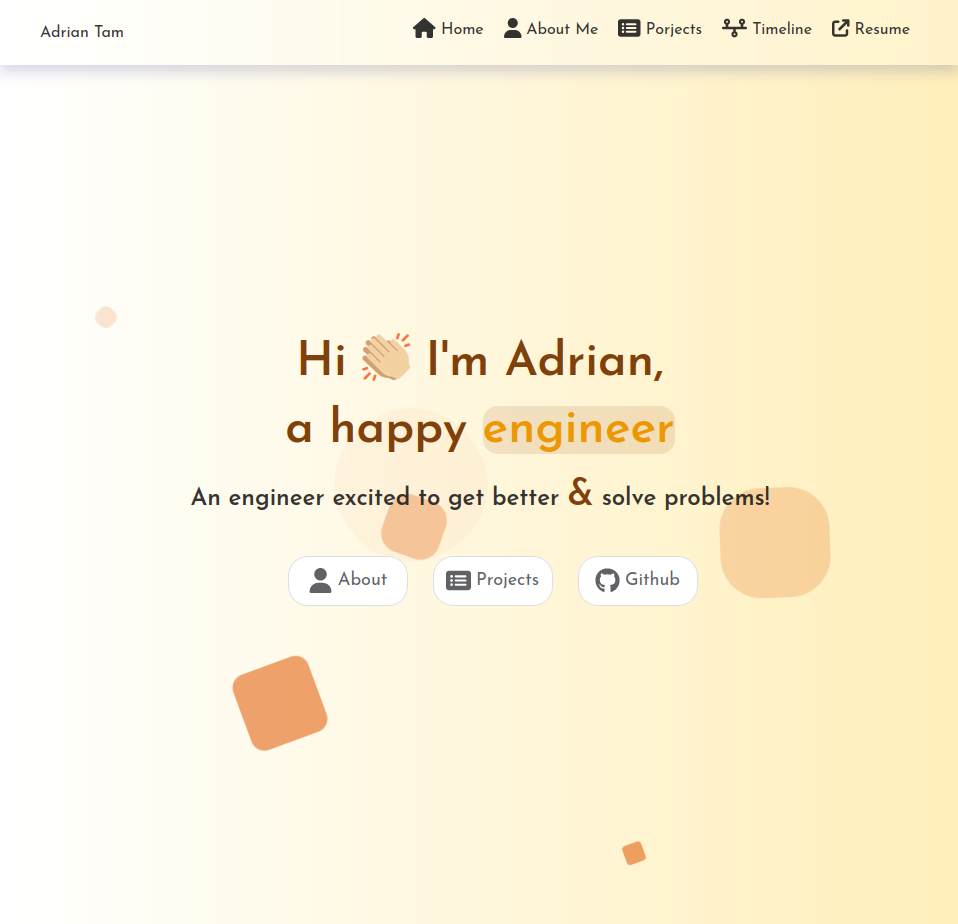 Adrian Tam
Home About Me Porjects Timeline Resume
Hi 👏🏼 I'm Adrian,
a happy engineer
An engineer excited to get better & solve problems!
About Projects Github